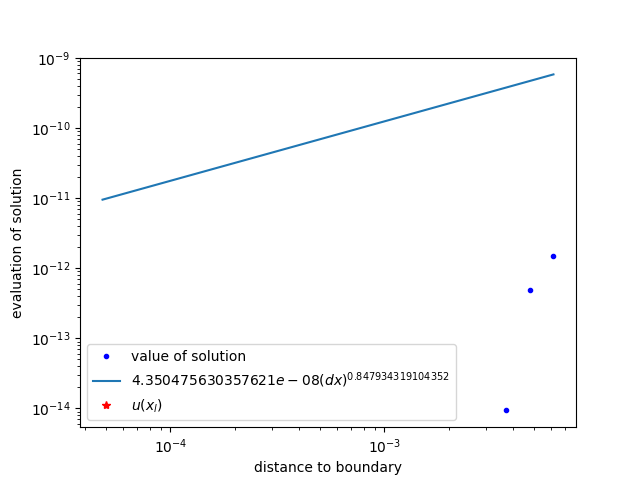 10^{-9}
10^{-10}
10^{-11}
10^{-12}
10^{-13}
10^{-14}
evaluation of solution
value of solution
4.350475630357621e − 08(dx)^{0.847934319104352}
u(x_l)
10^{-4} 10^{-3}
distance to boundary